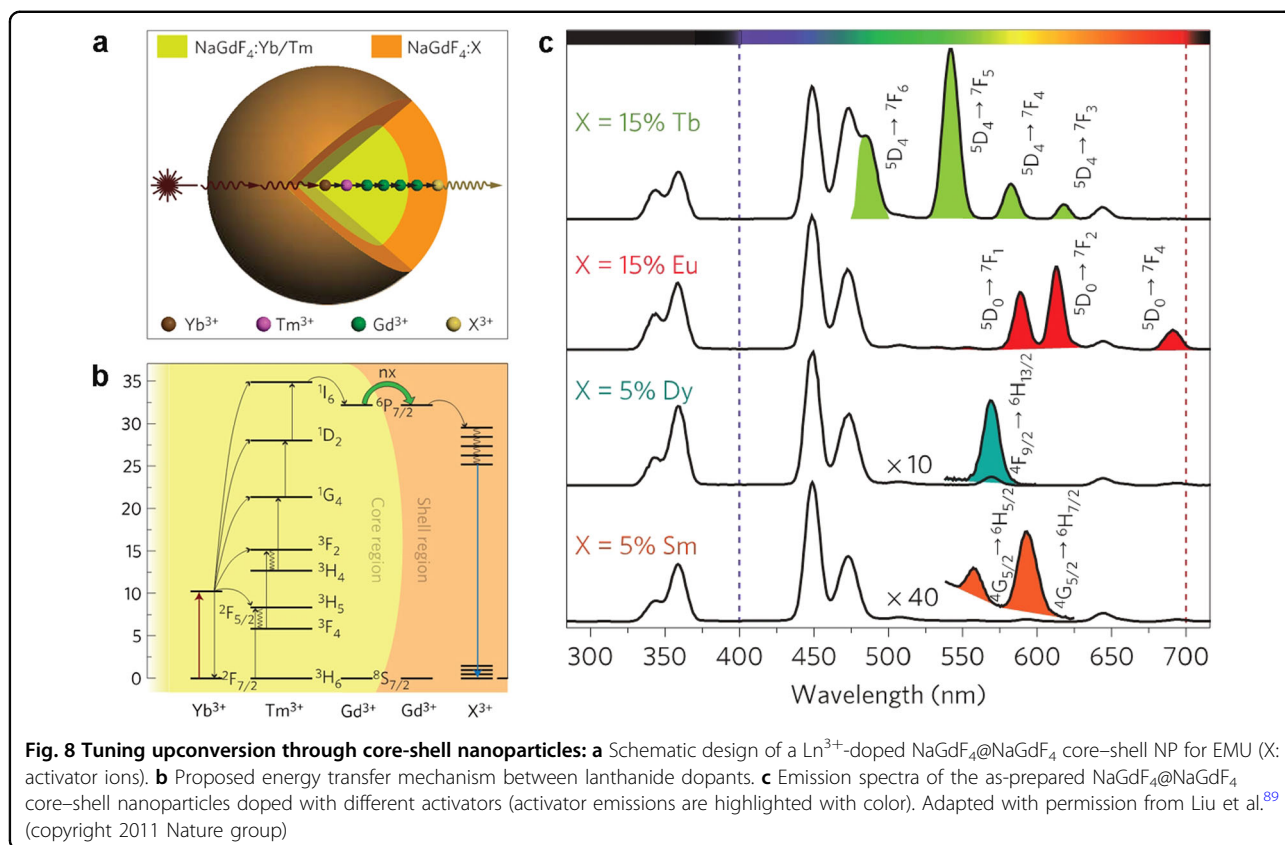 a
NaGdF₄:Yb/Tm
NaGdF₄:X
Yb³⁺
Tm³⁺
Gd³⁺
X³⁺
b
35
30
25
20
15
10
5
0
¹I₆
¹D₂
¹G₄
³F₂
³H₄
³H₅
³F₄
³H₆
²F₅/₂
²F₇/₂
nx
⁶P₇/₂
⁸S₇/₂
Core region
Shell region
Yb³⁺
Tm³⁺
Gd³⁺
Gd³⁺
X³⁺
c
X = 15% Tb
⁵D₄ → ⁷F₆
⁵D₄ → ⁷F₅
⁵D₄ → ⁷F₄
⁵D₄ → ⁷F₃
X = 15% Eu
⁵D₀ → ⁷F₁
⁵D₀ → ⁷F₂
⁵D₀ → ⁷F₄
X = 5% Dy
× 10
⁴F₉/₂ → ⁶H₁₃/₂
X = 5% Sm
× 40
⁴G₅/₂ → ⁶H₅/₂
⁴G₅/₂ → ⁶H₇/₂
300 350 400 450 500 550 600 650 700
Wavelength (nm)
Fig. 8 Tuning upconversion through core-shell nanoparticles: a Schematic design of a Ln³⁺-doped NaGdF₄@NaGdF₄ core–shell NP for EMU (X:
activator ions). b Proposed energy transfer mechanism between lanthanide dopants. c Emission spectra of the as-prepared NaGdF₄@NaGdF₄
core–shell nanoparticles doped with different activators (activator emissions are highlighted with color). Adapted with permission from Liu et al.⁸⁹
(copyright 2011 Nature group)